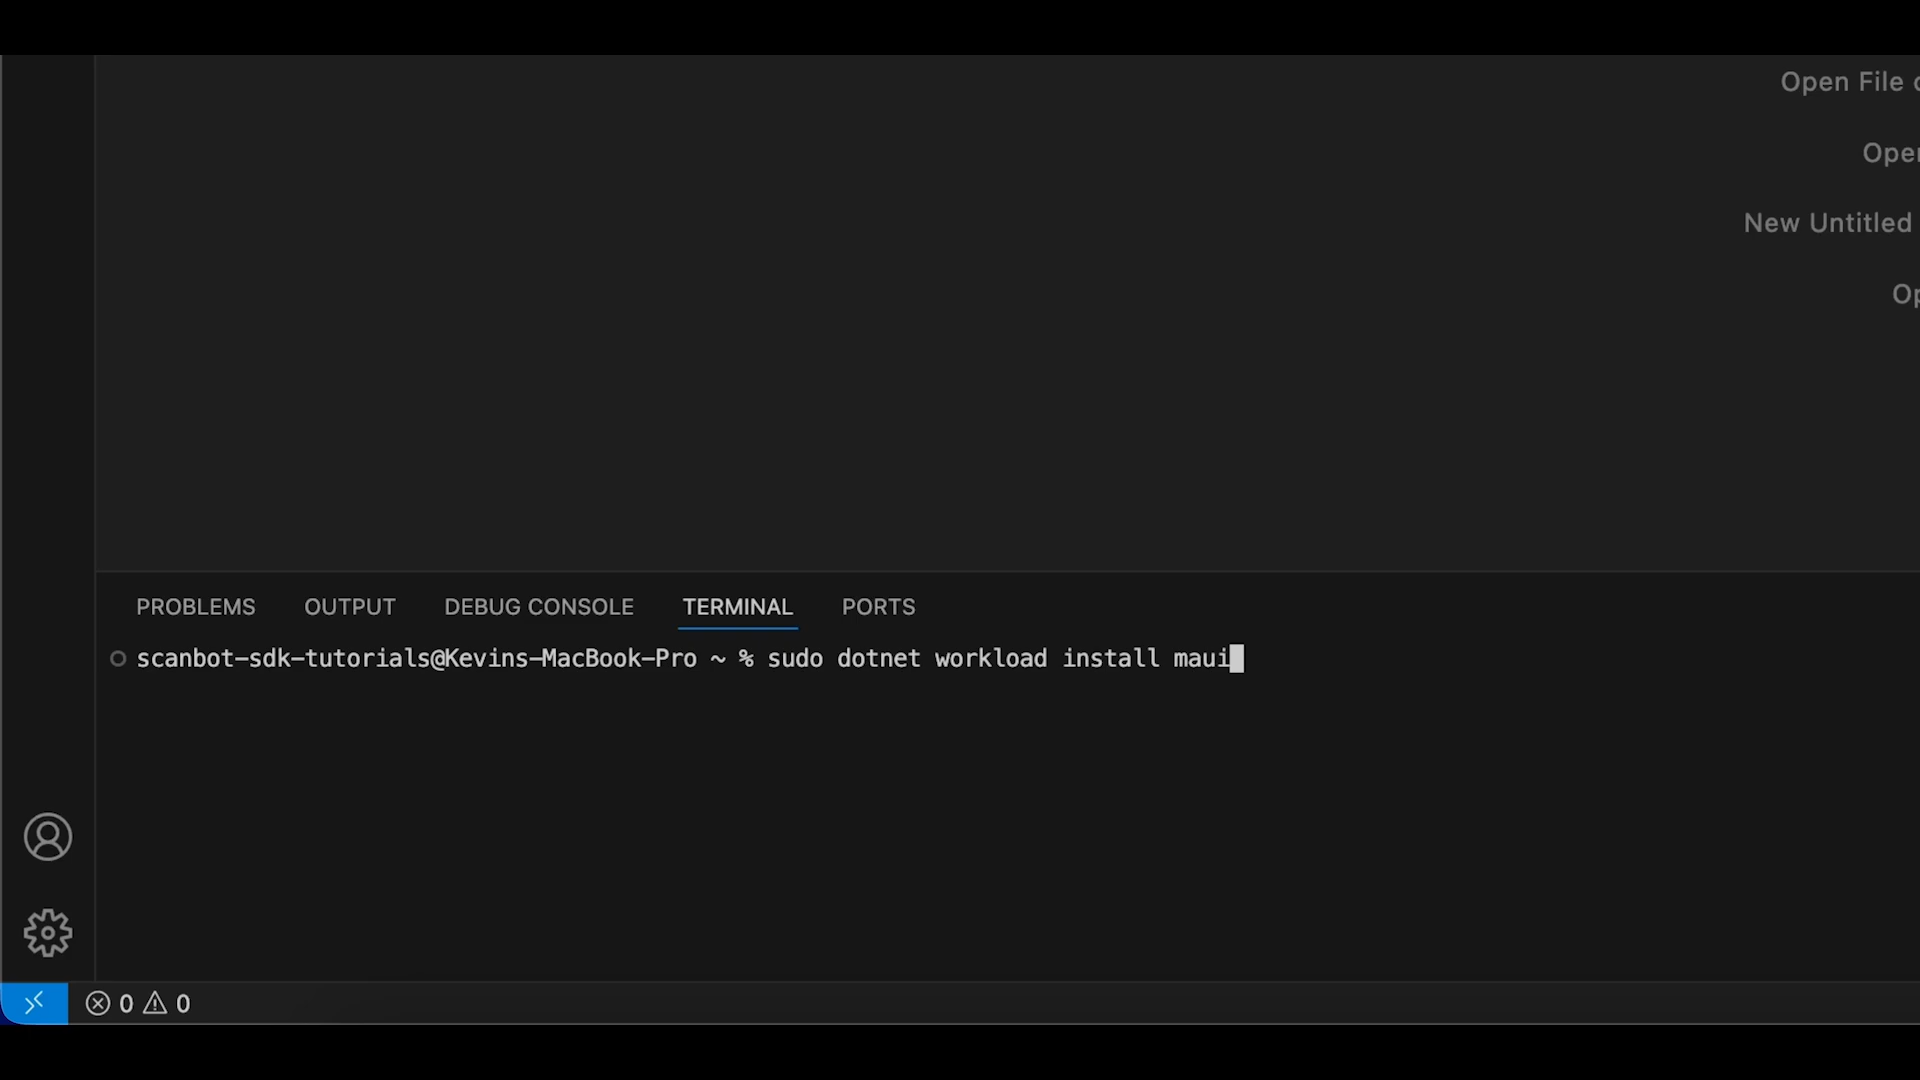 Open File
New Untitled
PROBLEMS OUTPUT DEBUG CONSOLE TERMINAL PORTS
scanbot-sdk-tutorials@Kevins-MacBook-Pro ~ % sudo dotnet workload install maui
0 0